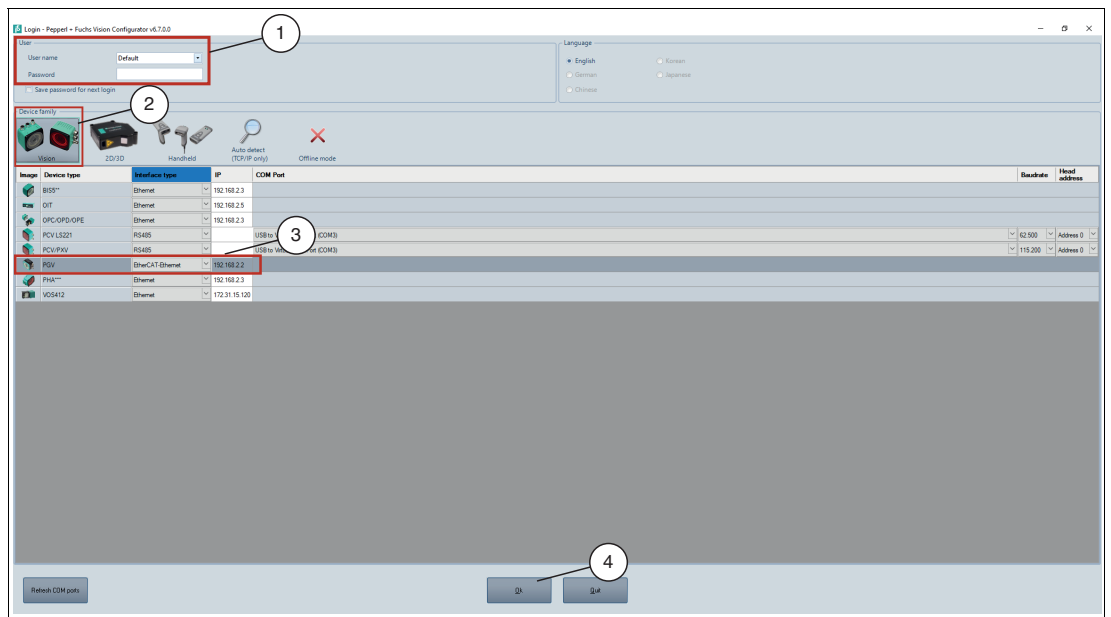 Login - Pepperl + Fuchs Vision Configurator v6.7.0.0
1
User
Language
User name Default
English Korean
Password
German Japanese
Save password for next login
Chinese
2
Device family
Vision 2D/3D Handheld Auto detect (TCP/IP only) Offline mode
Image Device type Interface type IP COM Port Baudrate Head address
BIS5** Ethernet 192.168.2.3
OIT Ethernet 192.168.2.5
OPC/OPD/OPE Ethernet 192.168.2.3
3
PCV LS221 RS485 USB to (COM3) 62.500 Address 0
PCV/PXV RS485 USB to (COM3) 115.200 Address 0
PGV EtherCAT-Ethernet 192.168.2.2
PHA*** Ethernet 192.168.2.3
VOS412 Ethernet 172.31.15.120
4
Refresh COM ports Ok Quit